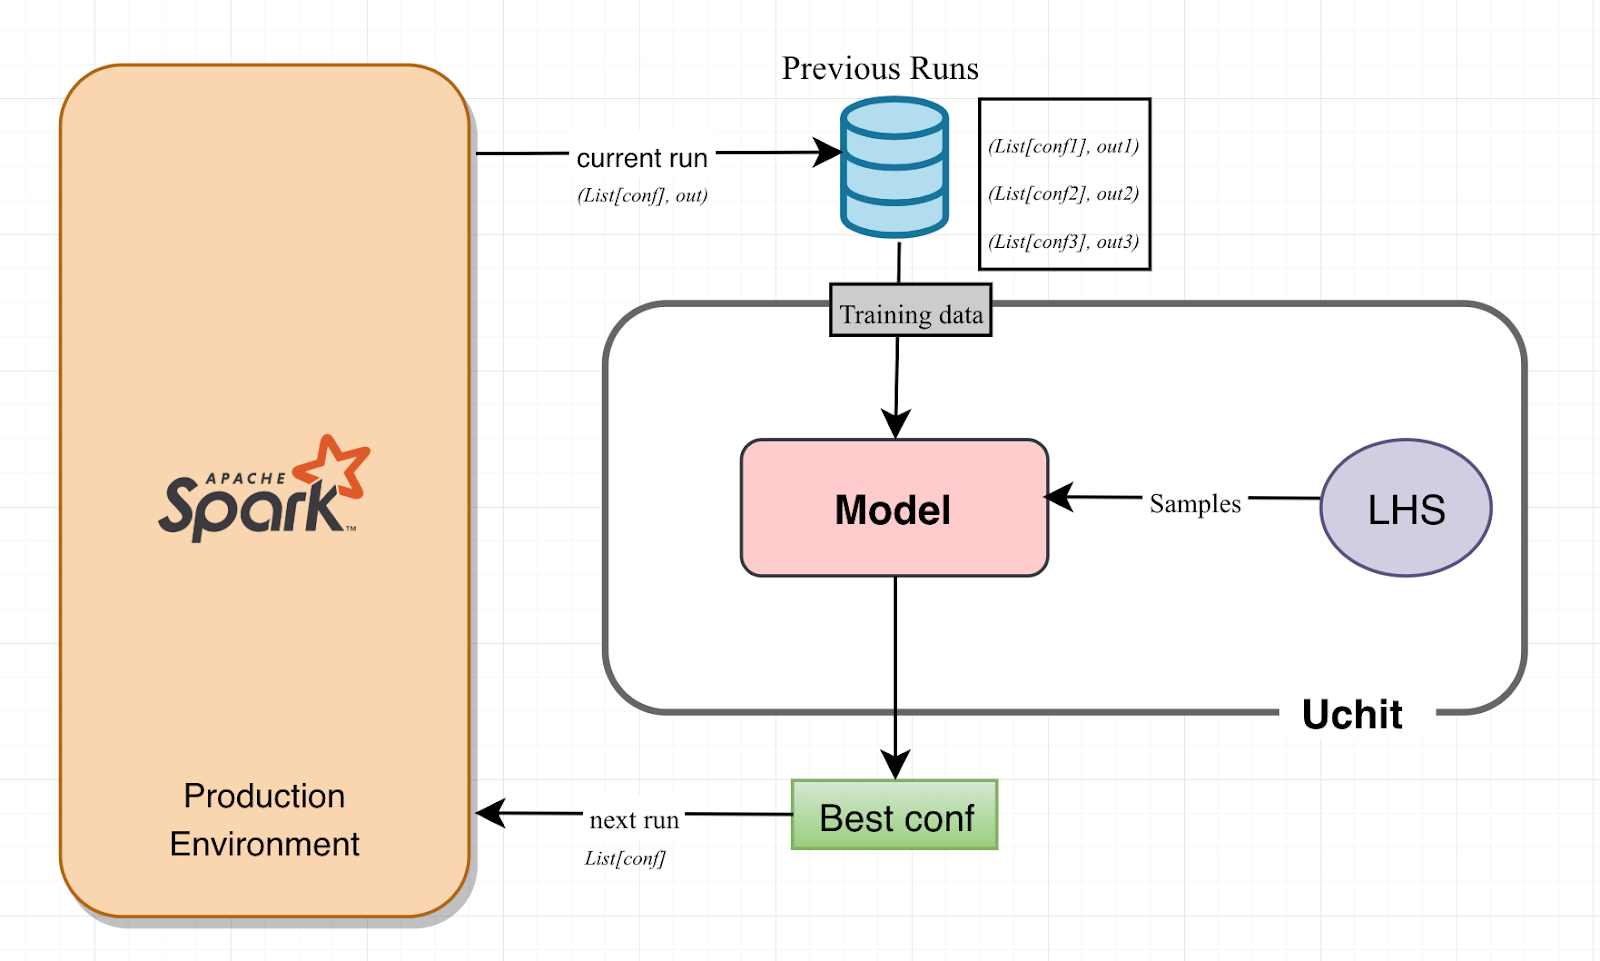 Previous Runs
current run
(List[conf], out)
(List[conf1], out1)
(List[conf2], out2)
(List[conf3], out3)
Training data
APACHE
Spark™
Model
Samples
LHS
Uchit
Production
Environment
next run
List[conf]
Best conf